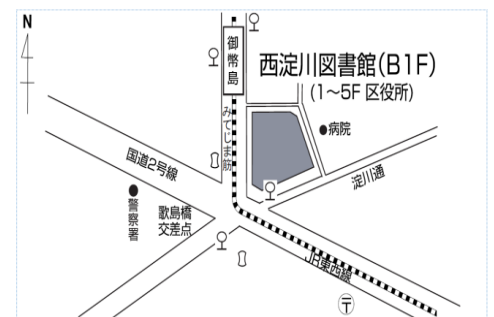 N
御幣島
西淀川図書館(B1F)
(1〜5F 区役所)
みてじま筋
病院
国道2号線
淀川通
警察署
歌島橋
交差点
JR東西線
〒